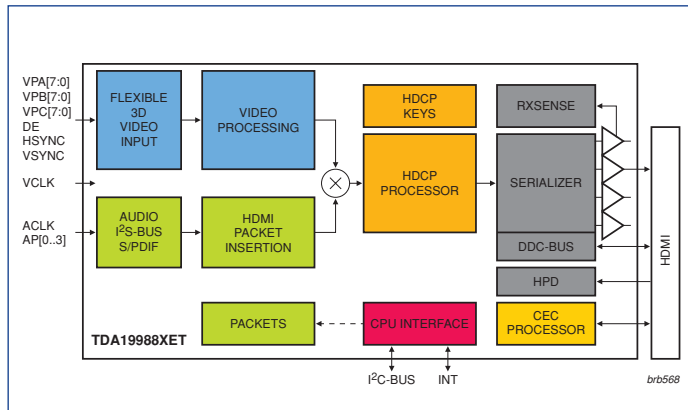 VPA[7:0]
VPB[7:0]
VPC[7:0]
DE
HSYNC
VSYNC
VCLK
ACLK
AP[0..3]
FLEXIBLE
3D
VIDEO
INPUT
VIDEO
PROCESSING
HDCP
KEYS
RXSENSE
HDCP
PROCESSOR
SERIALIZER
AUDIO
I²S-BUS
S/PDIF
HDMI
PACKET
INSERTION
DDC-BUS
HPD
HDMI
PACKETS
CPU INTERFACE
CEC
PROCESSOR
TDA19988XET
I²C-BUS
INT
brb568